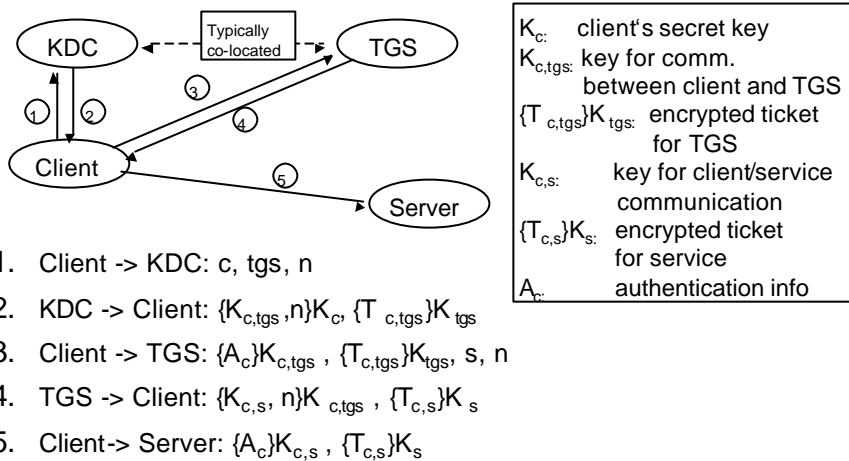 KDC
Typically
co-located
TGS
1
2
3
4
Client
5
Server
K_c: client's secret key
K_c,tgs: key for comm.
between client and TGS
{T_c,tgs}K_tgs: encrypted ticket
for TGS
K_c,s: key for client/service
communication
{T_c,s}K_s: encrypted ticket
for service
A_c: authentication info
1. Client -> KDC: c, tgs, n
2. KDC -> Client: {K_c,tgs,n}K_c, {T_c,tgs}K_tgs
3. Client -> TGS: {A_c}K_c,tgs , {T_c,tgs}K_tgs, s, n
4. TGS -> Client: {K_c,s, n}K_c,tgs , {T_c,s}K_s
5. Client-> Server: {A_c}K_c,s , {T_c,s}K_s